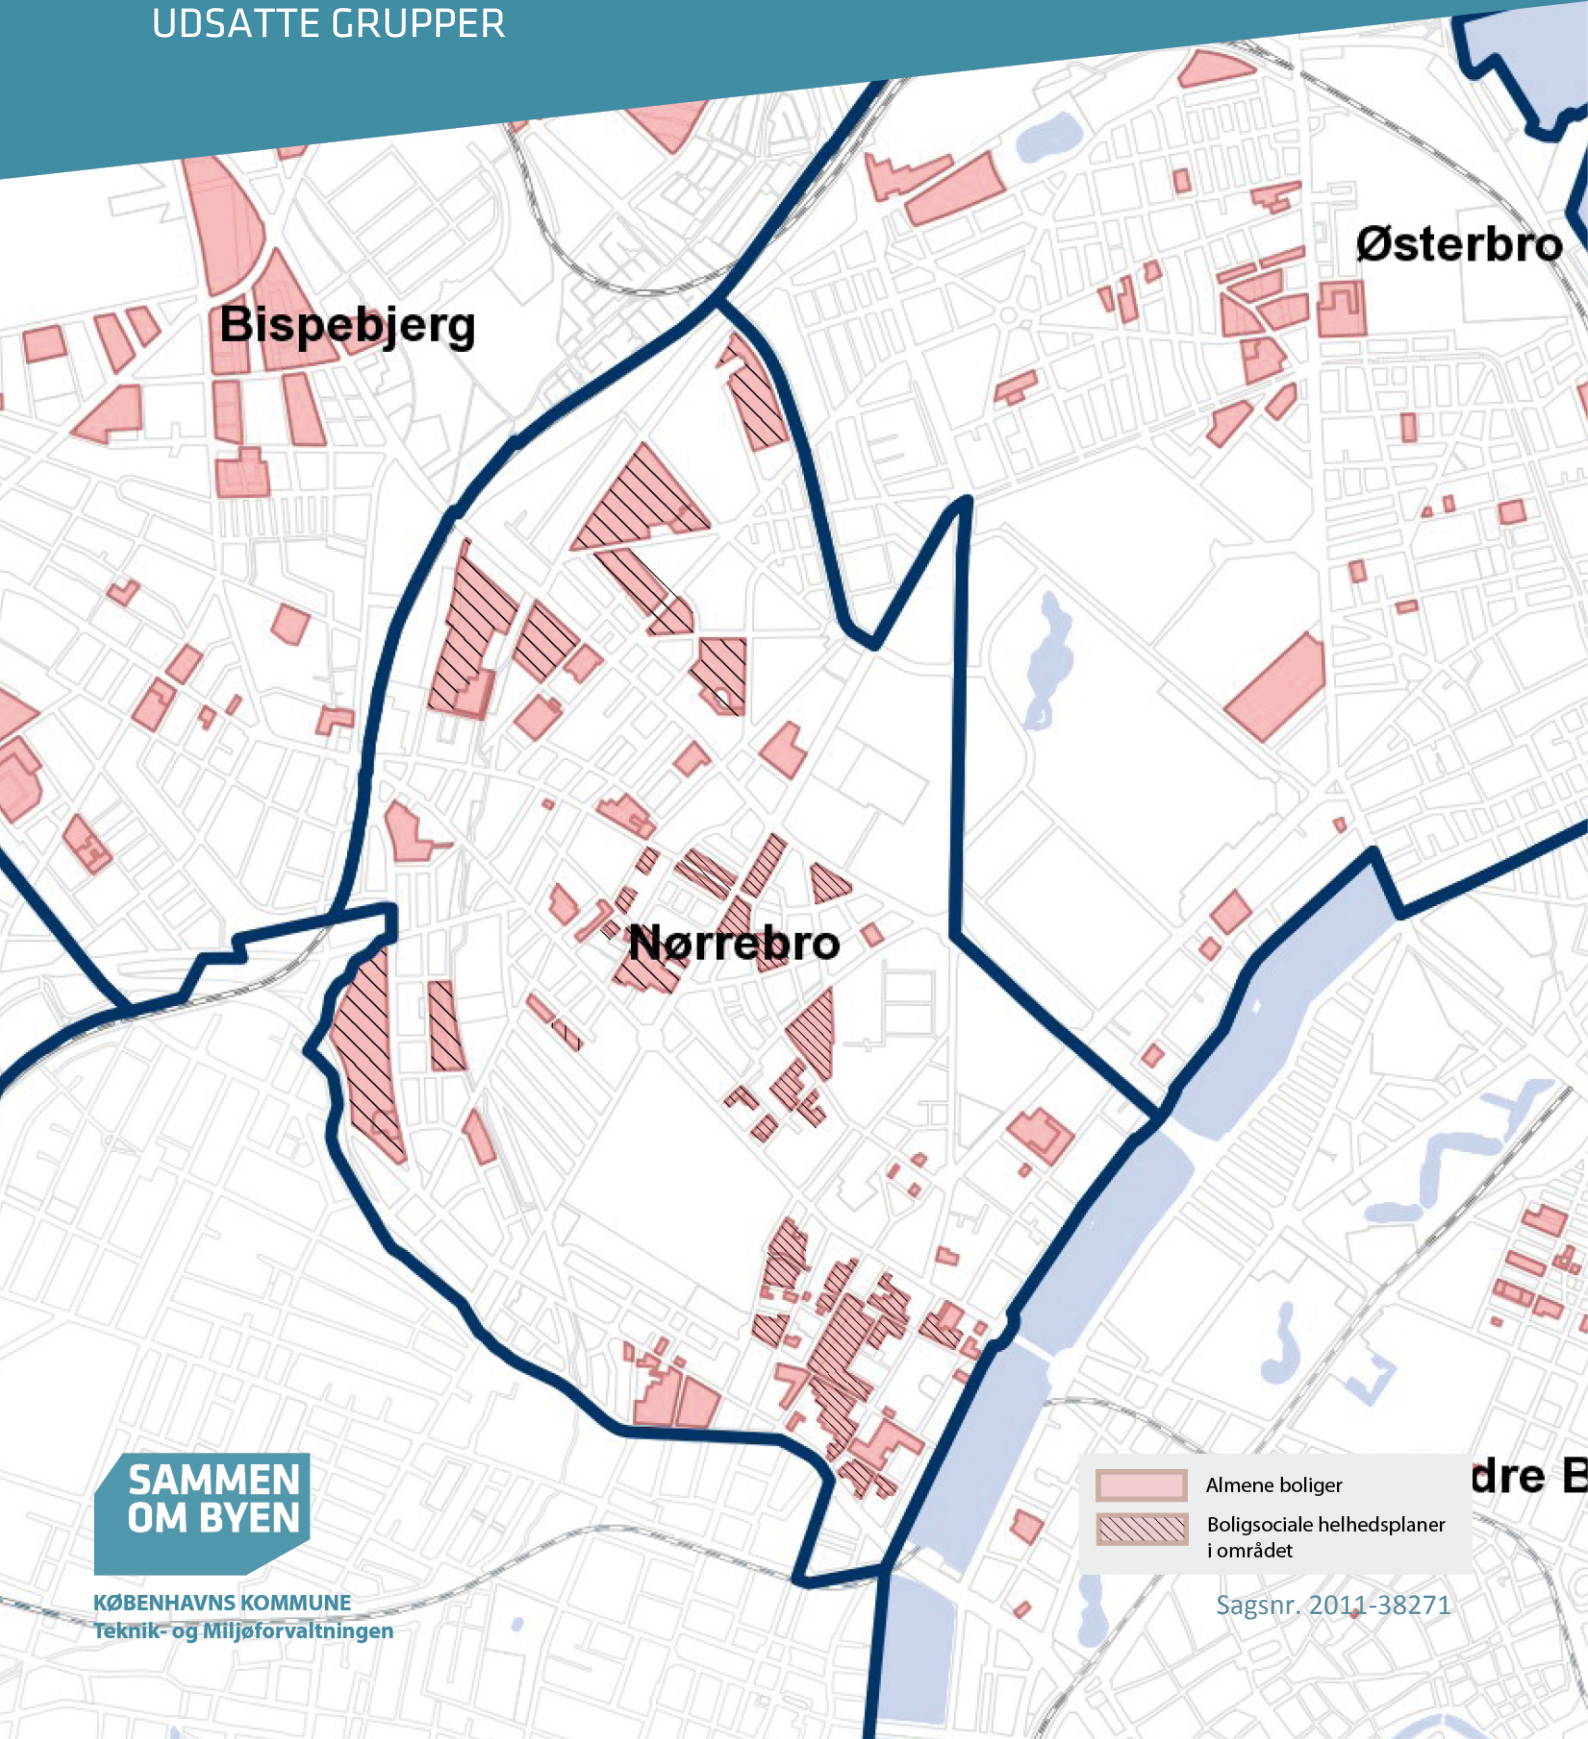 UDSATTE GRUPPER
Østerbro
Bispebjerg
Nørrebro
dre B
SAMMEN
OM BYEN
KØBENHAVNS KOMMUNE
Teknik- og Miljøforvaltningen
Almene boliger
Boligsociale helhedsplaner
i området
Sagsnr. 2011-38271